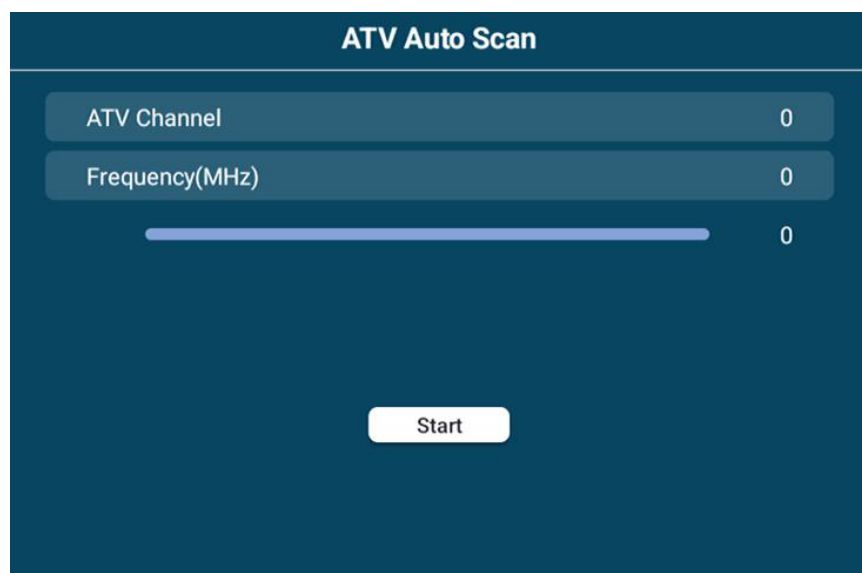 ATV Auto Scan
ATV Channel 0
Frequency(MHz) 0
0
Start